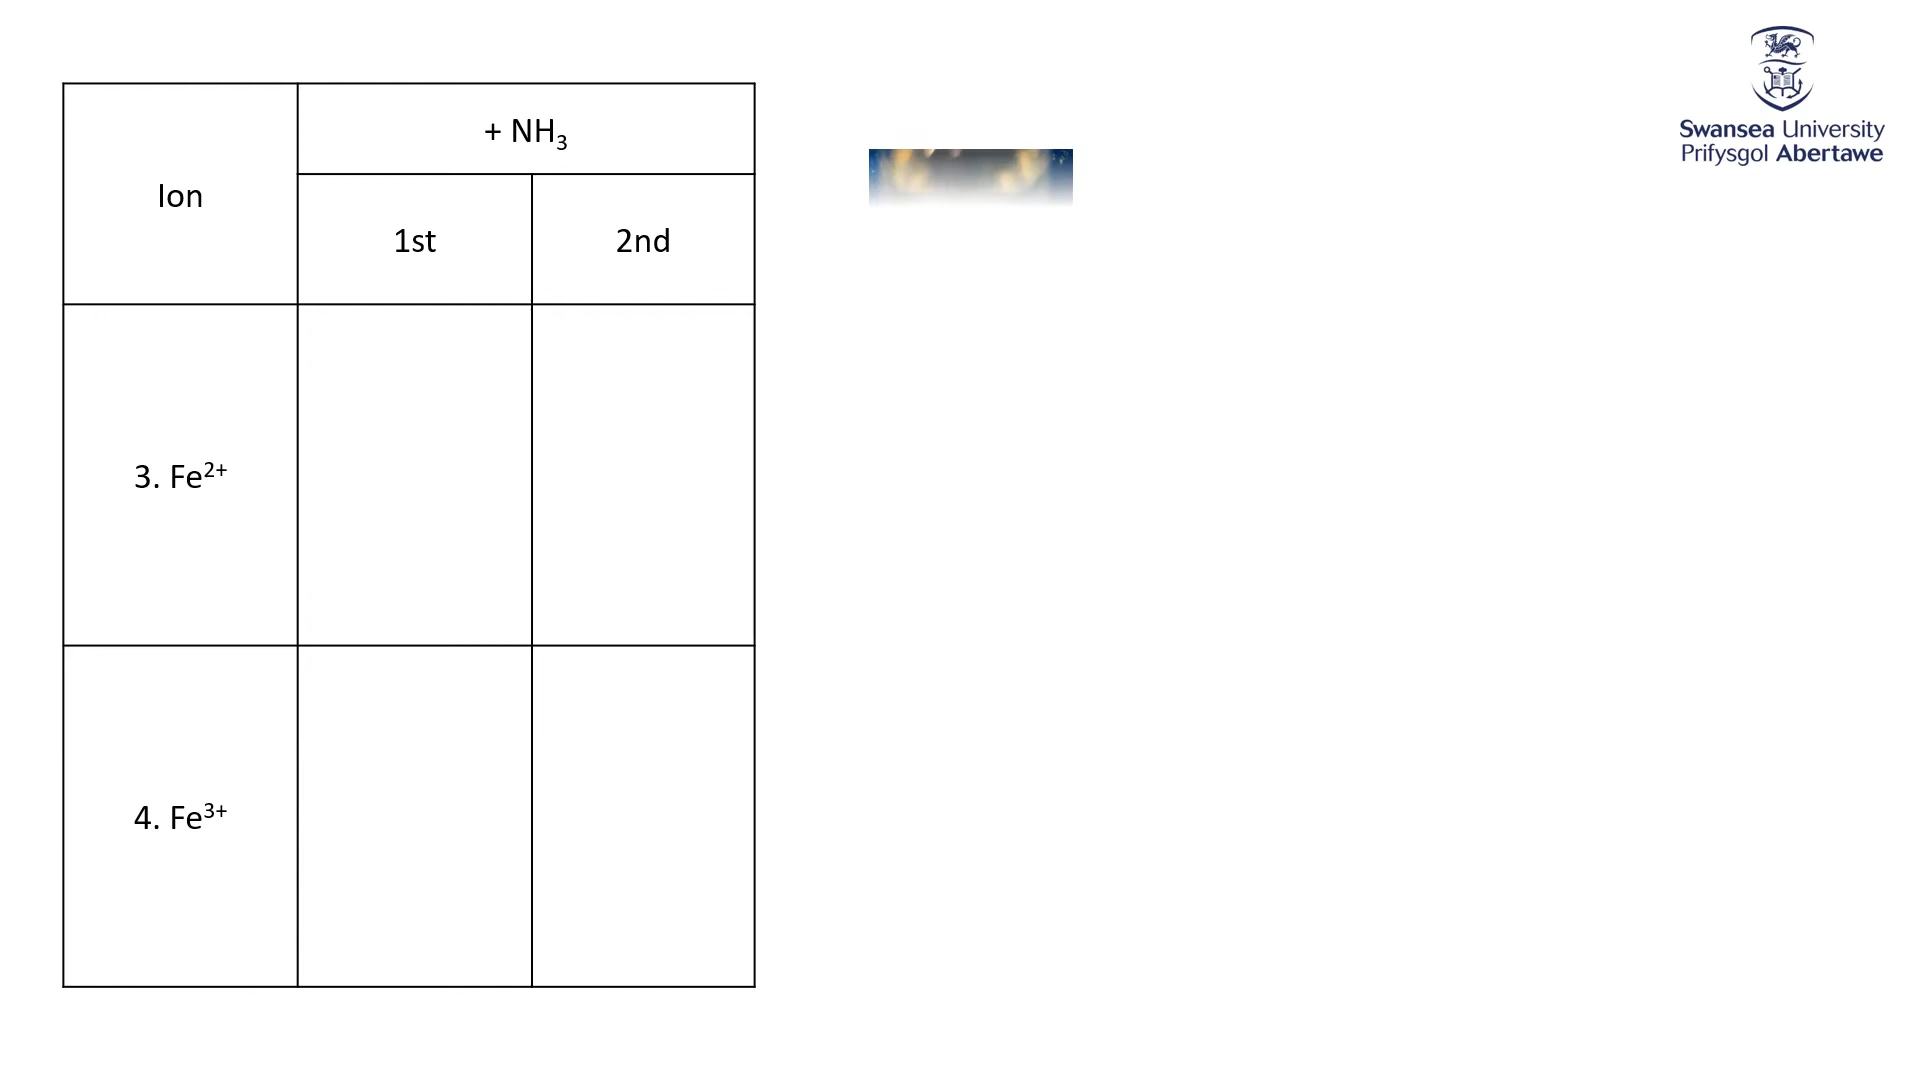 Ion
+ NH₃
1st
2nd
3. Fe²⁺
4. Fe³⁺
Swansea University
Prifysgol Abertawe